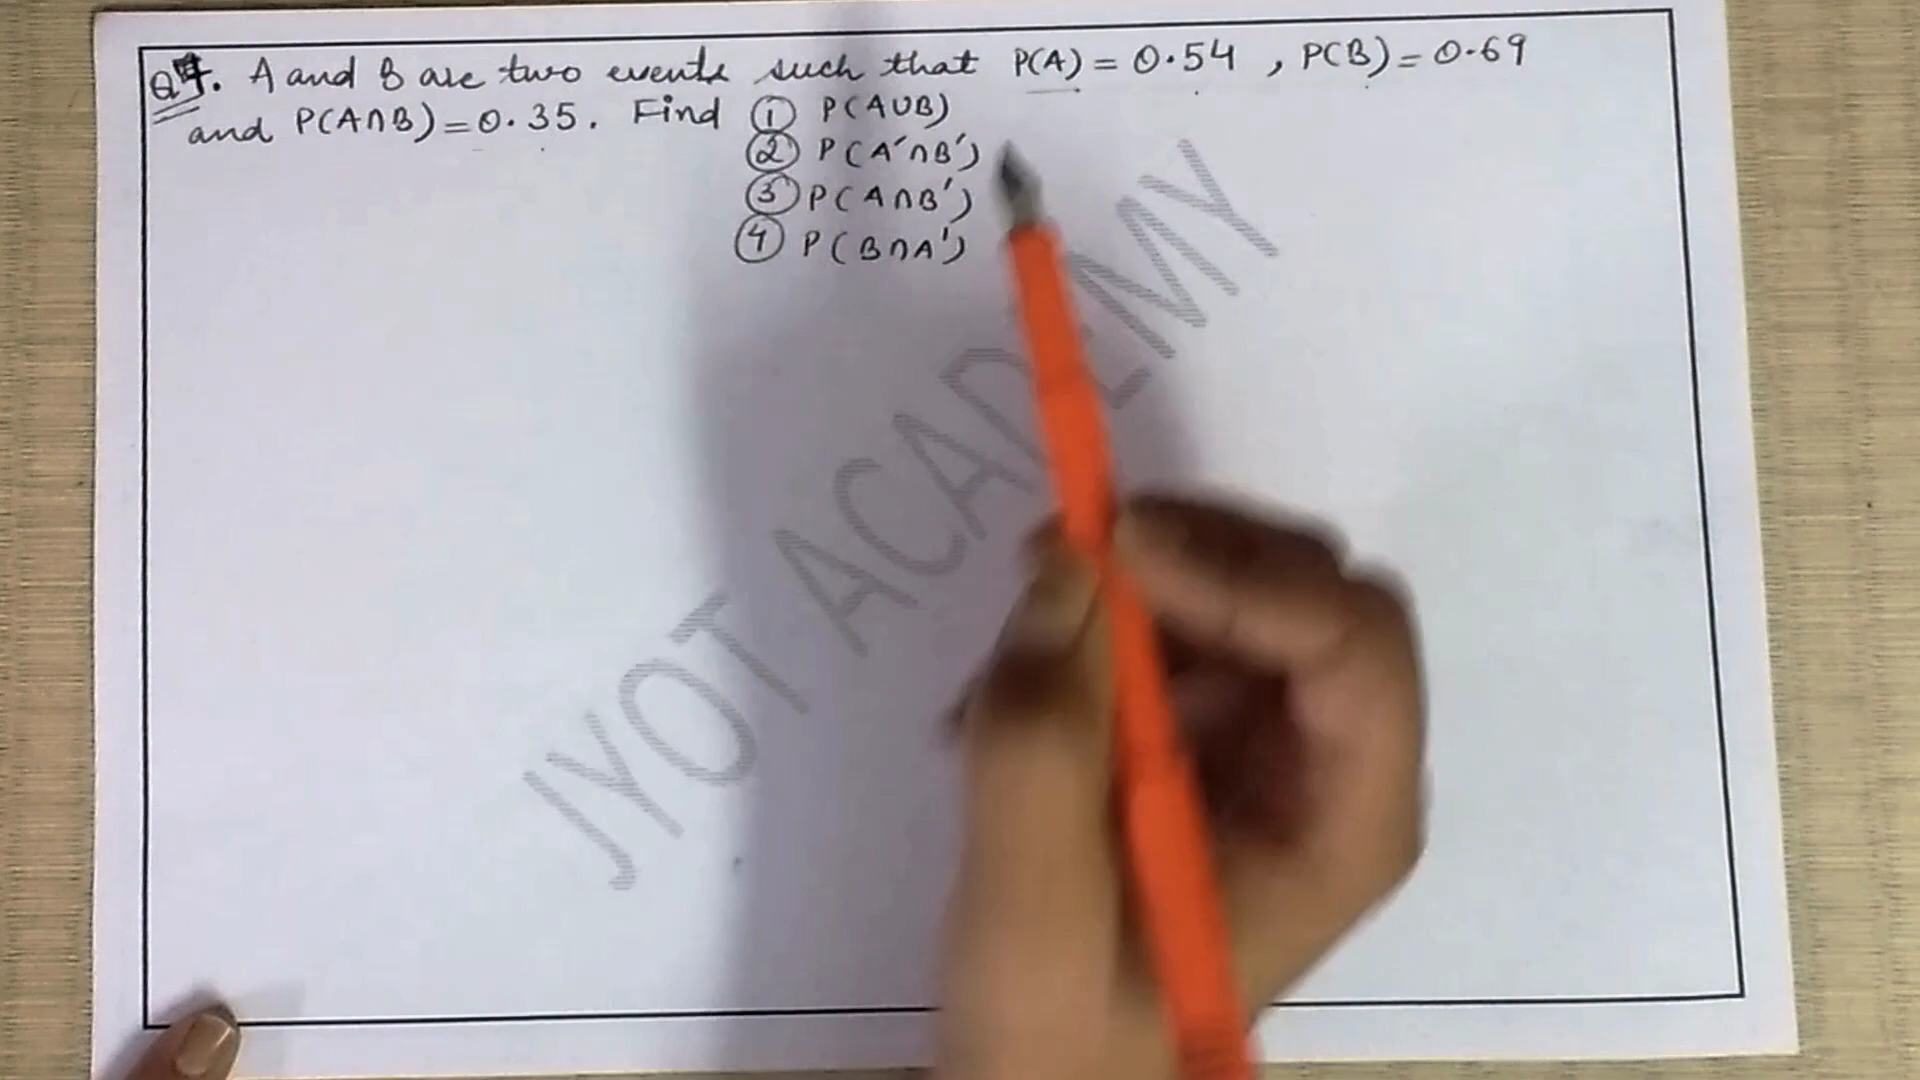 Q7. A and B are two events such that P(A) = 0.54 , P(B) = 0.69
and P(A∩B) = 0.35. Find ① P(A∪B)
② P(A′∩B′)
③ P(A∩B′)
④ P(B∩A′)
JYOT ACADEMY